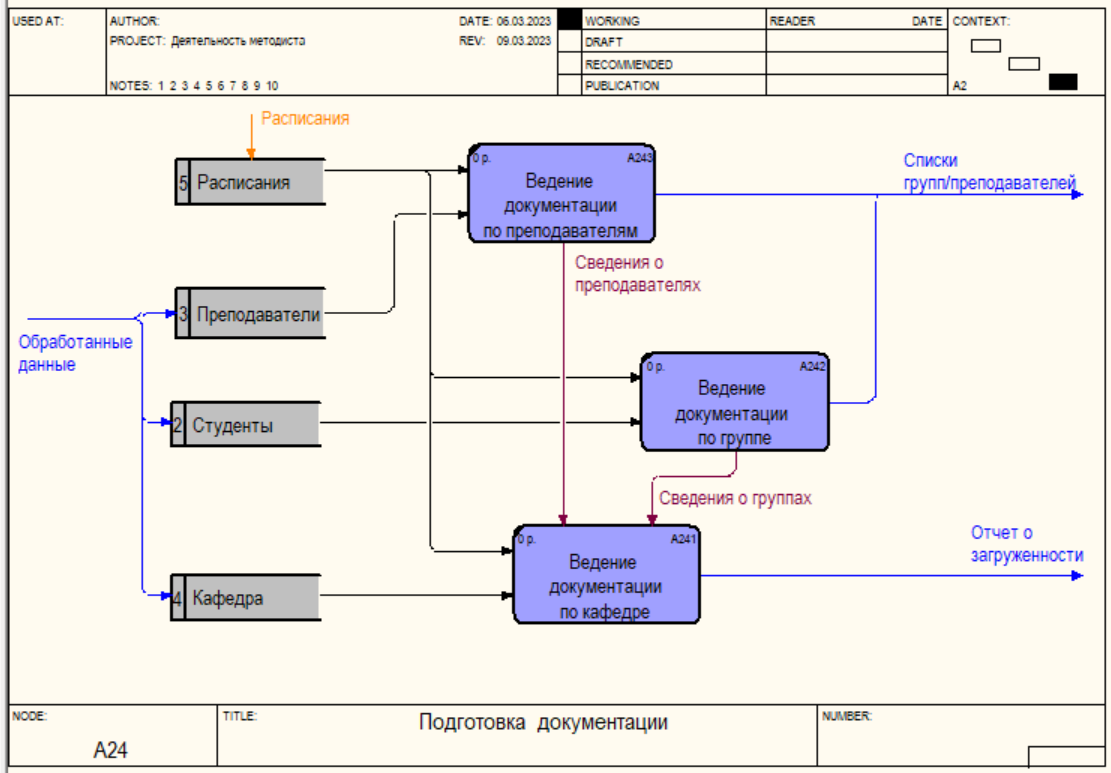 USED AT:
AUTHOR:
DATE: 06.03.2023
WORKING
READER
DATE
CONTEXT:
PROJECT: Деятельность методиста
REV: 09.03.2023
DRAFT
RECOMMENDED
NOTES: 1 2 3 4 5 6 7 8 9 10
PUBLICATION
A2
Расписания
5
Расписания
0 р.
A243
Ведение
документации
по преподавателям
Списки
групп/преподавателей
Сведения о
преподавателях
3
Преподаватели
Обработанные
данные
0 р.
A242
Ведение
документации
по группе
2
Студенты
Сведения о группах
0 р.
A241
Ведение
документации
по кафедре
Отчет о
загруженности
4
Кафедра
NODE:
A24
TITLE:
Подготовка документации
NUMBER: